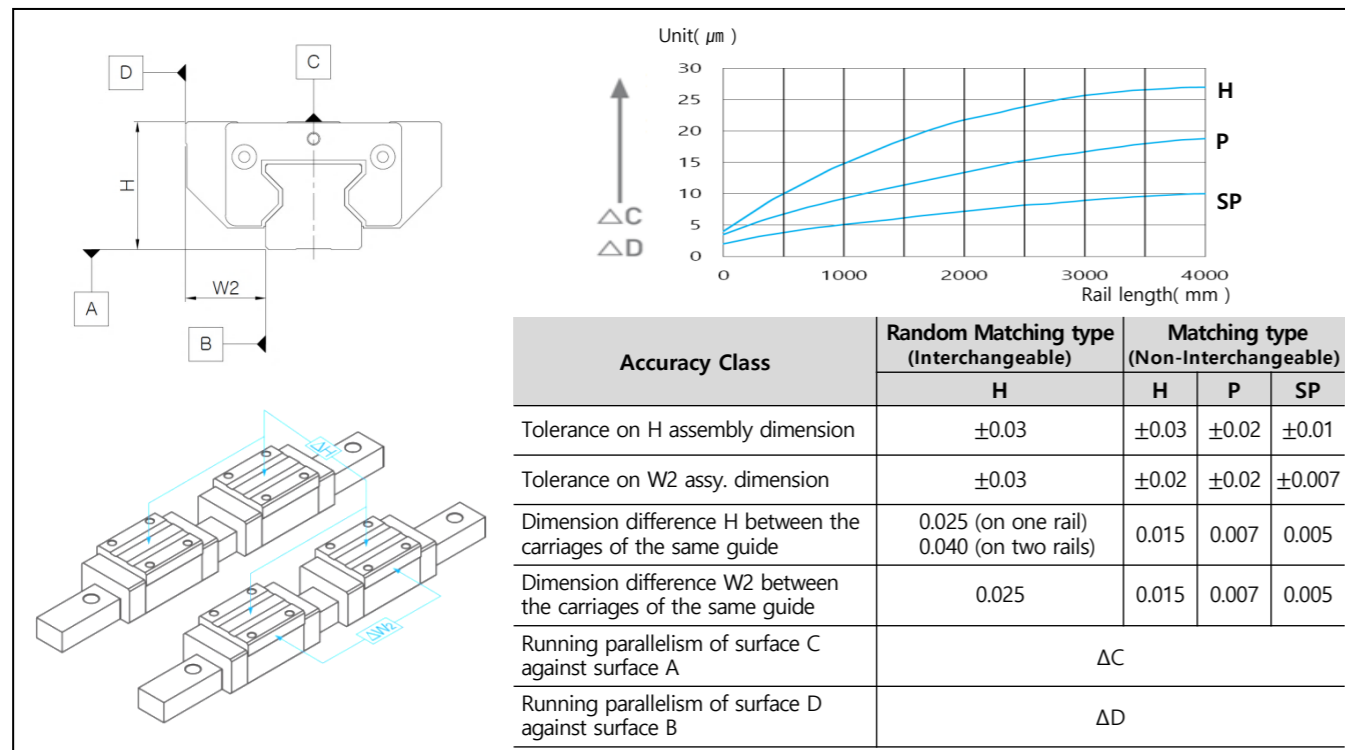 D
C
H
A
W2
B
ΔH
ΔW2
Unit( ㎛ )
30
25
20
15
10
5
0
△C
△D
H
P
SP
0 1000 2000 3000 4000
Rail length( mm )
Accuracy Class
Random Matching type
(Interchangeable)
Matching type
(Non-Interchangeable)
H H P SP
Tolerance on H assembly dimension ±0.03 ±0.03 ±0.02 ±0.01
Tolerance on W2 assy. dimension ±0.03 ±0.02 ±0.02 ±0.007
Dimension difference H between the
carriages of the same guide
0.025 (on one rail)
0.040 (on two rails)
0.015 0.007 0.005
Dimension difference W2 between
the carriages of the same guide
0.025 0.015 0.007 0.005
Running parallelism of surface C
against surface A
ΔC
Running parallelism of surface D
against surface B
ΔD